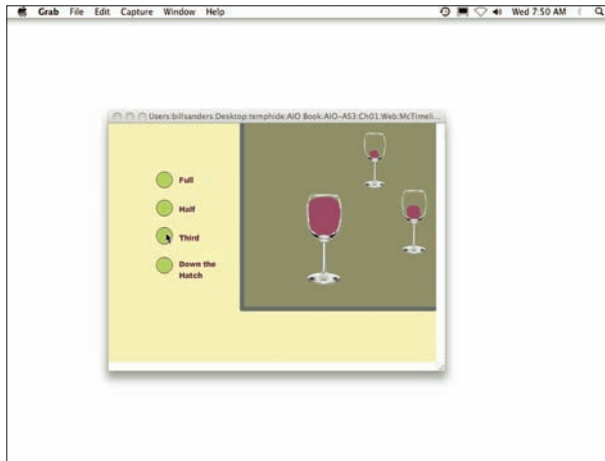 Grab File Edit Capture Window Help Wed 7:50 AM
Users:billsanders:Desktop:temphide:AIO Book:AIO-AS3:Ch01:Web:McTimeli...
Full
Half
Third
Down the
Hatch